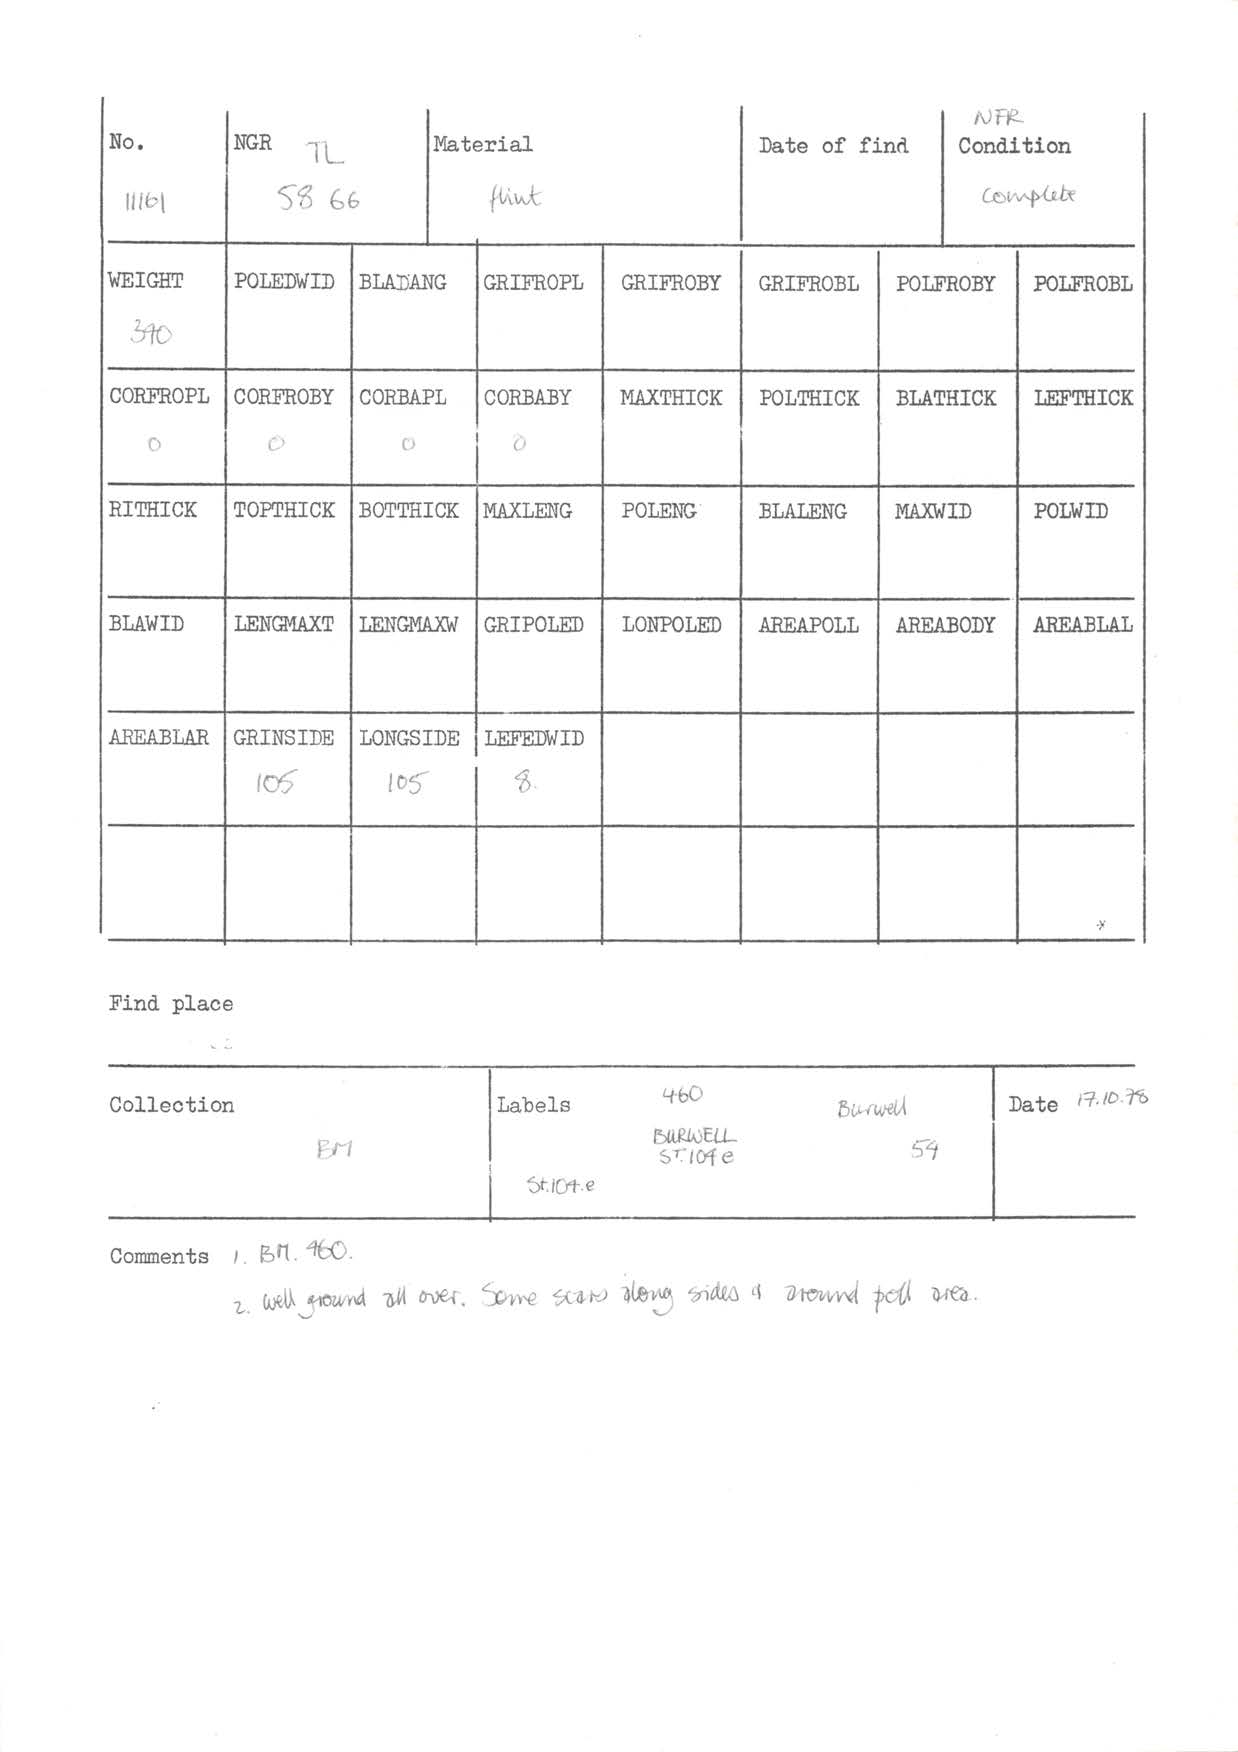 NFR
No. NGR TL Material Date of find Condition
11161 58 66 flint complete
WEIGHT POLEDWID BLADANG GRIFROPL GRIFROBY GRIFROBL POLFROBY POLFROBL
390
CORFROPL CORFROBY CORBAPL CORBABY MAXTHICK POLTHICK BLATHICK LEFTHICK
0 0 0 0
RITHICK TOPTHICK BOTTHICK MAXLENG POLENG BLALENG MAXWID POLWID
BLAWID LENGMAXT LENGMAXW GRIPOLED LONPOLED AREAPOLL AREABODY AREABLAL
AREABLAR GRINSIDE LONGSIDE LEFEDWID
105 105 8.
Find place
Collection Labels 460 Burwell Date 17.10.78
BM BURWELL 54
ST.104 e
St.104.e
Comments 1. BM. 460.
2. Well ground all over. Some scars along sides & around poll area.